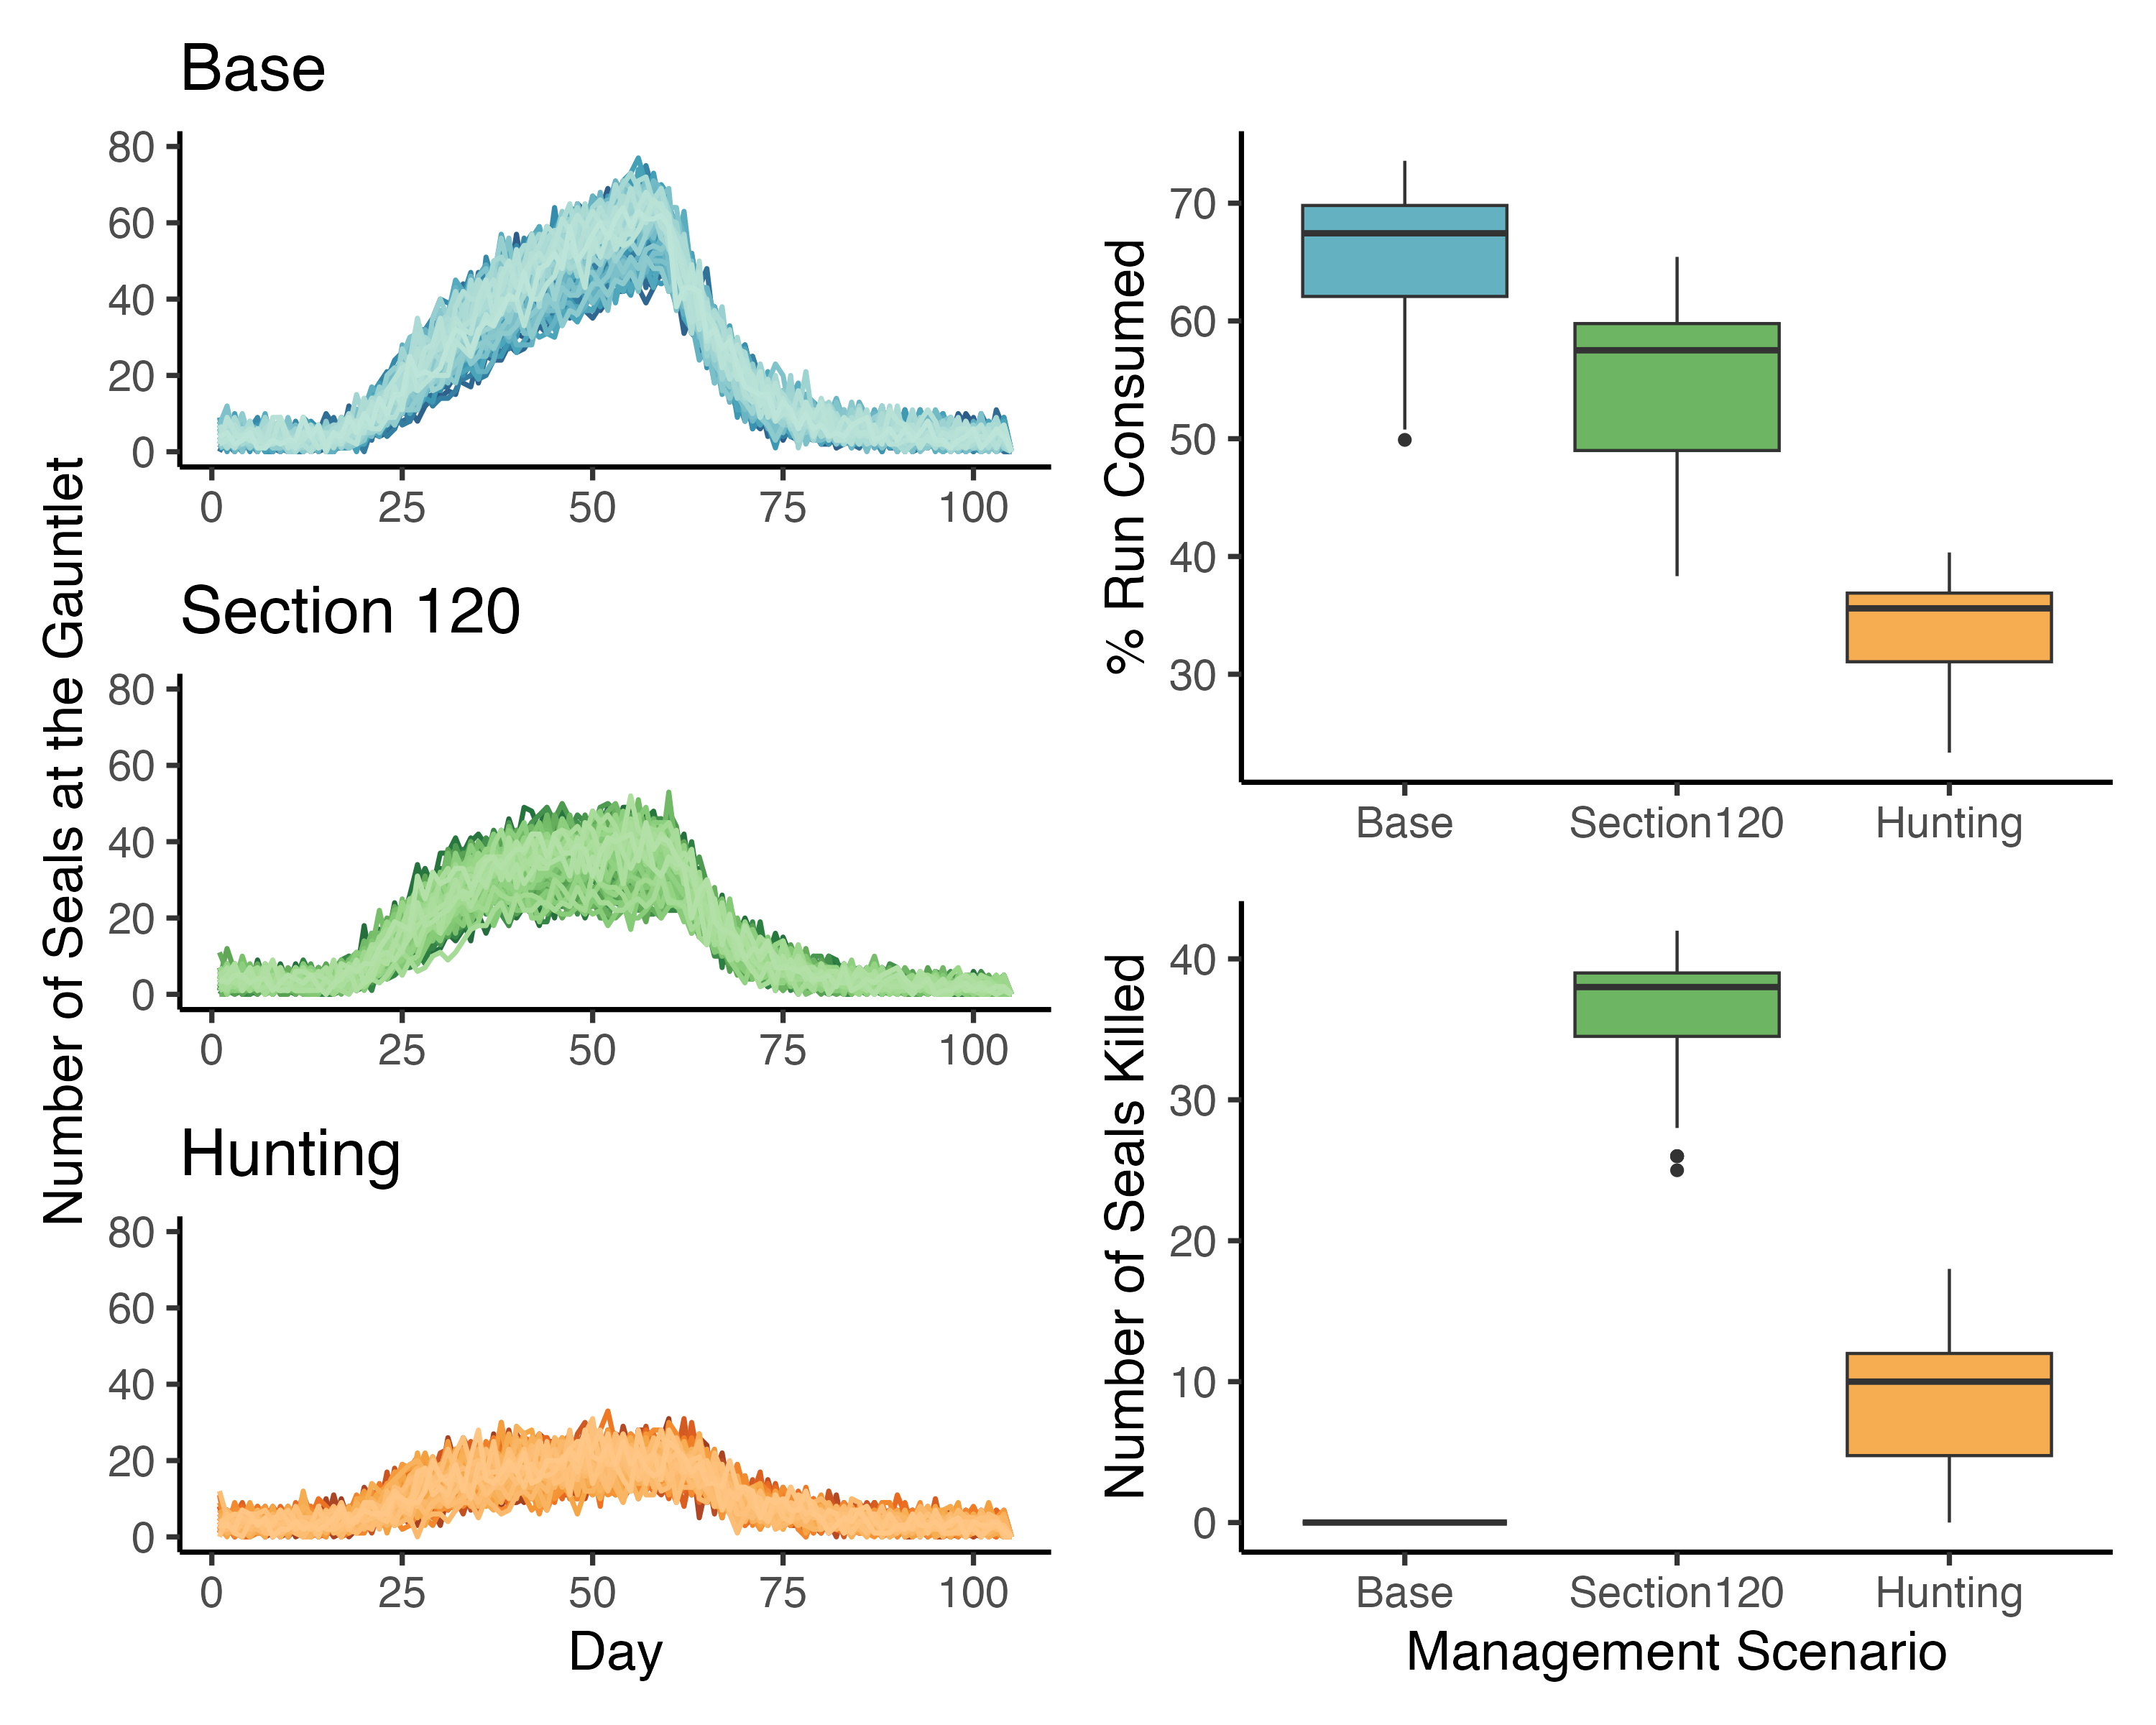 Base
80
60
40
20
0
0 25 50 75 100
Section 120
80
60
40
20
0
0 25 50 75 100
Hunting
80
60
40
20
0
0 25 50 75 100
Day
Number of Seals at the Gauntlet
% Run Consumed
70
60
50
40
30
Base Section120 Hunting
Number of Seals Killed
40
30
20
10
0
Base Section120 Hunting
Management Scenario